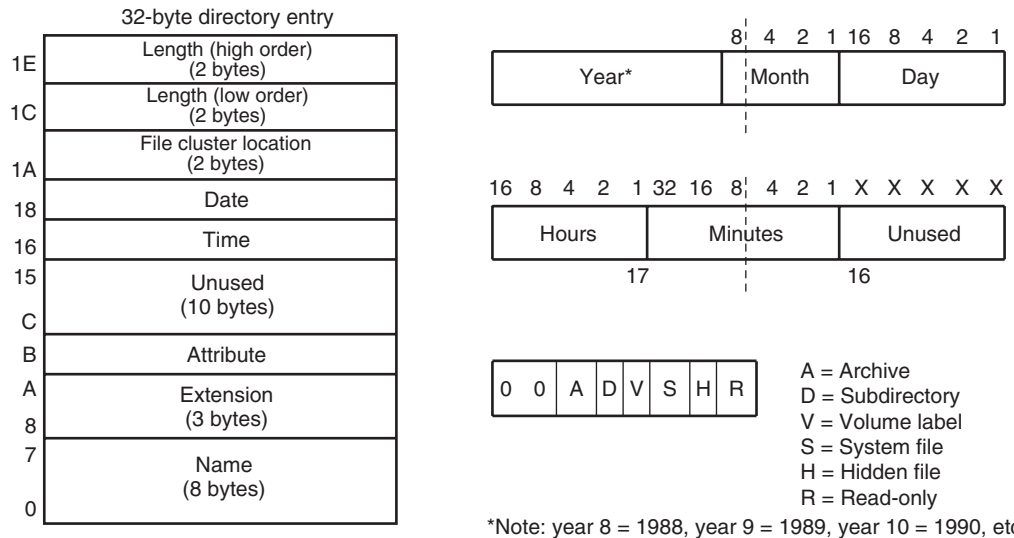 32-byte directory entry
1E
Length (high order)
(2 bytes)
1C
Length (low order)
(2 bytes)
1A
File cluster location
(2 bytes)
18
Date
16
Time
15
Unused
(10 bytes)
C
B
Attribute
A
Extension
(3 bytes)
8
7
Name
(8 bytes)
0
8 4 2 1 16 8 4 2 1
Year* Month Day
16 8 4 2 1 32 16 8 4 2 1 X X X X X
Hours Minutes Unused
17 16
0 0 A D V S H R
A = Archive
D = Subdirectory
V = Volume label
S = System file
H = Hidden file
R = Read-only
*Note: year 8 = 1988, year 9 = 1989, year 10 = 1990, etc